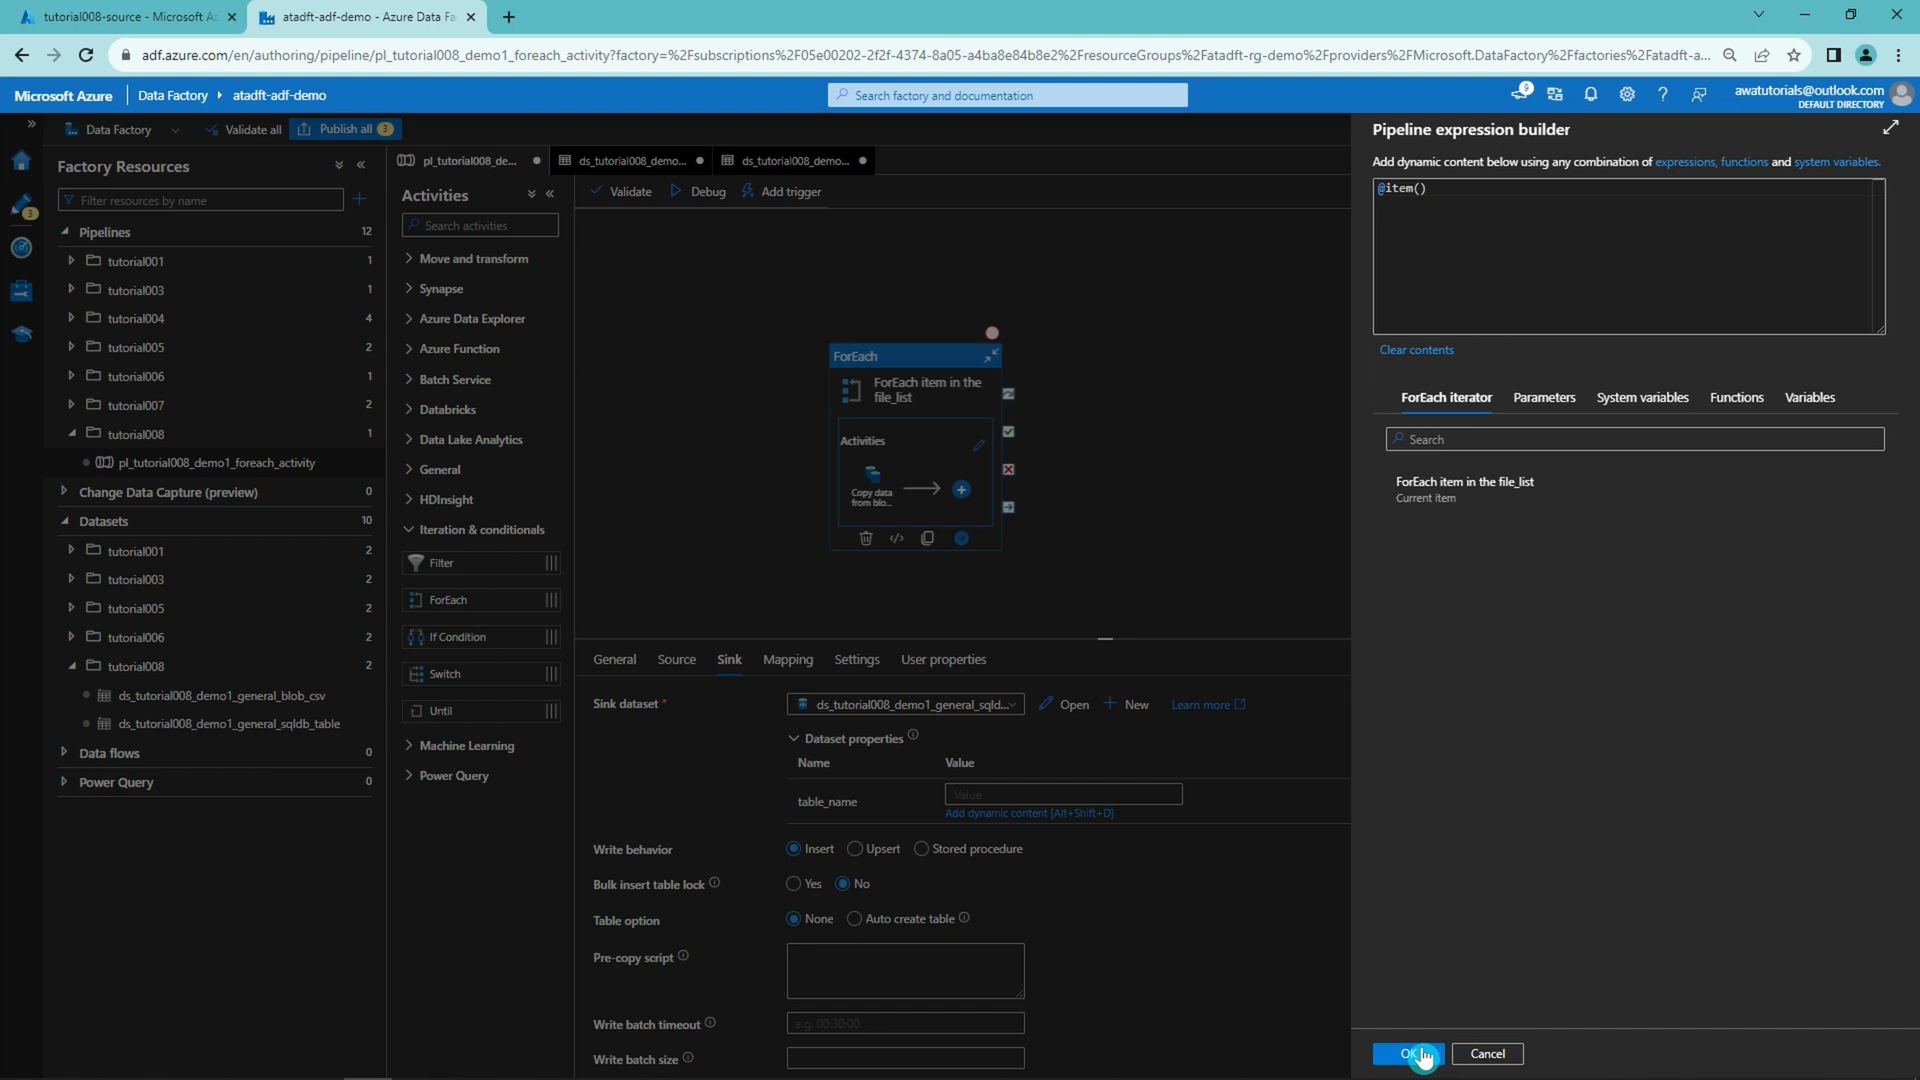 tutorial008-source - Microsoft Az
atadft-adf-demo - Azure Data Fa
adf.azure.com/en/authoring/pipeline/pl_tutorial008_demo1_foreach_activity?factory=%2Fsubscriptions%2F05e00202-2f2f-4374-8a05-a4ba8e84b8e2%2FresourceGroups%2Fatadft-rg-demo%2Fproviders%2FMicrosoft.DataFactory%2Ffactories%2Fatadft-a...
Microsoft Azure
Data Factory
atadft-adf-demo
Search factory and documentation
9
awatutorials@outlook.com
DEFAULT DIRECTORY
Data Factory
Validate all
Publish all 3
3
Factory Resources
Filter resources by name
Pipelines 12
tutorial001 1
tutorial003 1
tutorial004 4
tutorial005 2
tutorial006 1
tutorial007 2
tutorial008 1
pl_tutorial008_demo1_foreach_activity
Change Data Capture (preview) 0
Datasets 10
tutorial001 2
tutorial003 2
tutorial005 2
tutorial006 2
tutorial008 2
ds_tutorial008_demo1_general_blob_csv
ds_tutorial008_demo1_general_sqldb_table
Data flows 0
Power Query 0
pl_tutorial008_de...
ds_tutorial008_demo...
ds_tutorial008_demo...
Activities
Search activities
Move and transform
Synapse
Azure Data Explorer
Azure Function
Batch Service
Databricks
Data Lake Analytics
General
HDInsight
Iteration & conditionals
Filter
ForEach
If Condition
Switch
Until
Machine Learning
Power Query
Validate
Debug
Add trigger
ForEach
ForEach item in the
file_list
Activities
Copy data
from blo...
General
Source
Sink
Mapping
Settings
User properties
Sink dataset *
ds_tutorial008_demo1_general_sqld...
Open
New
Learn more
Dataset properties
Name
Value
table_name
Value
Add dynamic content [Alt+Shift+D]
Write behavior
Insert
Upsert
Stored procedure
Bulk insert table lock
Yes
No
Table option
None
Auto create table
Pre-copy script
Write batch timeout
e.g. 00:30:00
Write batch size
Pipeline expression builder
Add dynamic content below using any combination of expressions, functions and system variables.
@item()
Clear contents
ForEach iterator
Parameters
System variables
Functions
Variables
Search
ForEach item in the file_list
Current item
OK
Cancel